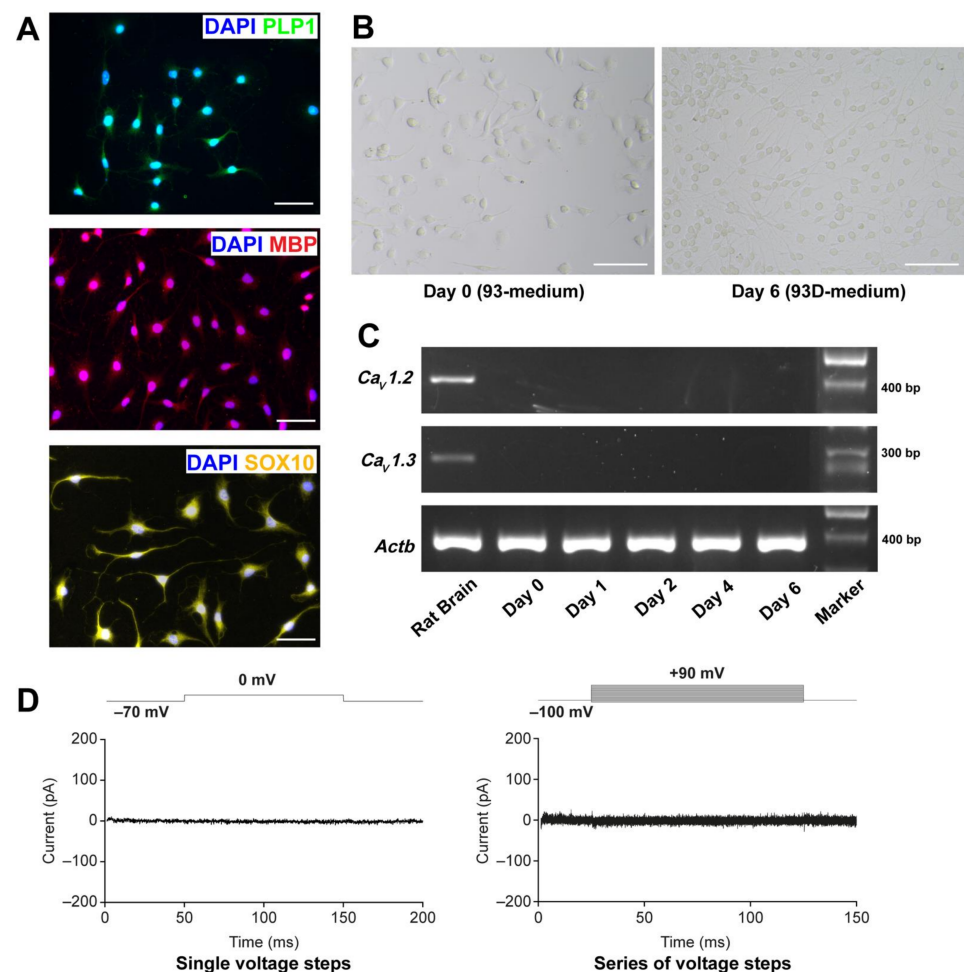 A
DAPI PLP1
DAPI MBP
DAPI SOX10
B
Day 0 (93-medium)
Day 6 (93D-medium)
C
CaV1.2
400 bp
CaV1.3
300 bp
Actb
400 bp
Rat Brain
Day 0
Day 1
Day 2
Day 4
Day 6
Marker
D
0 mV
–70 mV
200
100
0
–100
–200
Current (pA)
0
50
100
150
200
Time (ms)
Single voltage steps
+90 mV
–100 mV
200
100
0
–100
–200
Current (pA)
0
50
100
150
Time (ms)
Series of voltage steps